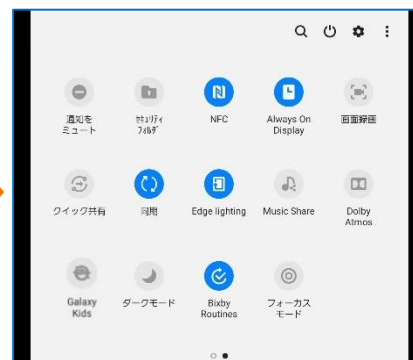 通知を
ミュート
ｾｷｭﾘﾃｨ
ﾌｫﾙﾀﾞ
NFC
Always On
Display
画面録画
クイック共有
同期
Edge lighting
Music Share
Dolby
Atmos
Galaxy
Kids
ダークモード
Bixby
Routines
フォーカス
モード